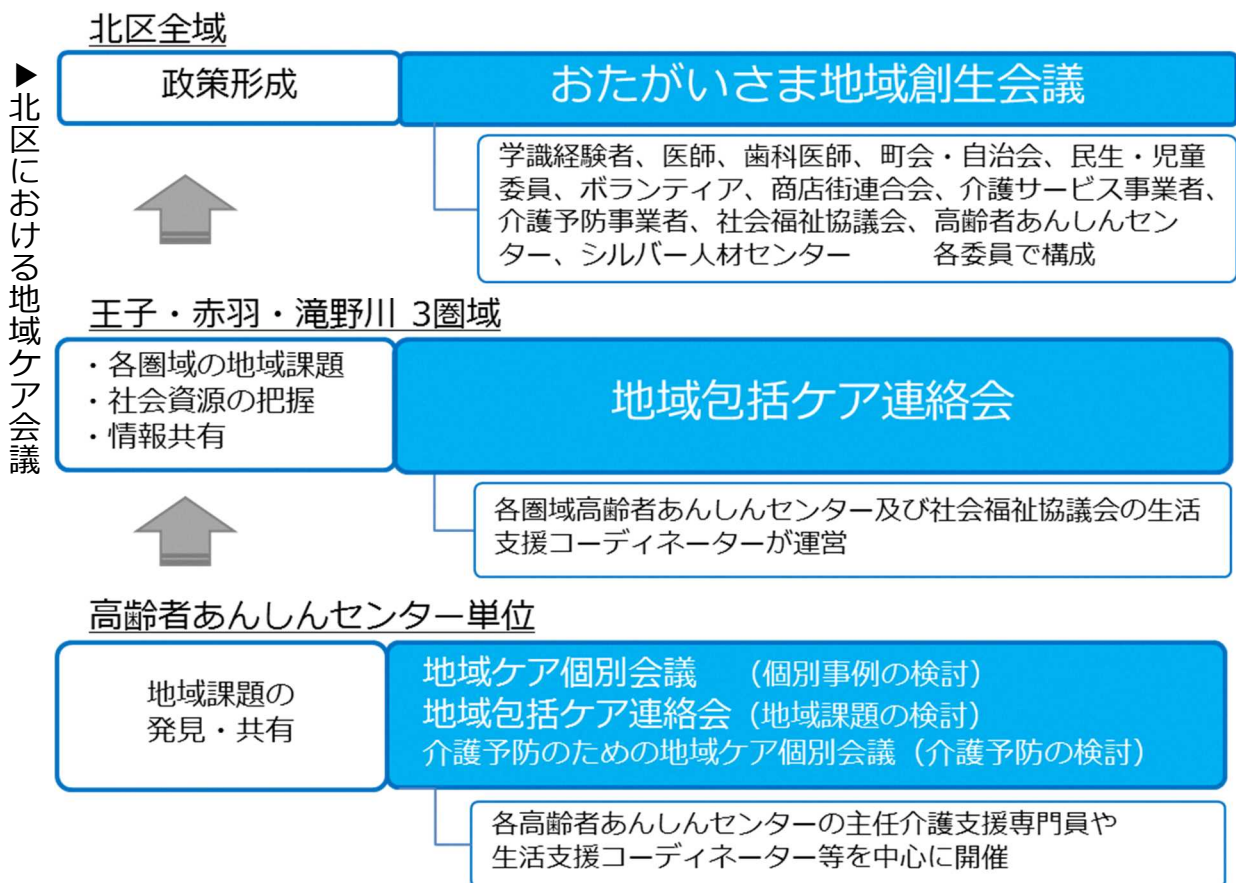 ▶北区における地域ケア会議
北区全域
政策形成
おたがいさま地域創生会議
学識経験者、医師、歯科医師、町会・自治会、民生・児童
委員、ボランティア、商店街連合会、介護サービス事業者、
介護予防事業者、社会福祉協議会、高齢者あんしんセン
ター、シルバー人材センター　　　各委員で構成
王子・赤羽・滝野川 3圏域
・各圏域の地域課題
・社会資源の把握
・情報共有
地域包括ケア連絡会
各圏域高齢者あんしんセンター及び社会福祉協議会の生活
支援コーディネーターが運営
高齢者あんしんセンター単位
地域課題の
発見・共有
地域ケア個別会議　（個別事例の検討）
地域包括ケア連絡会（地域課題の検討）
介護予防のための地域ケア個別会議（介護予防の検討）
各高齢者あんしんセンターの主任介護支援専門員や
生活支援コーディネーター等を中心に開催